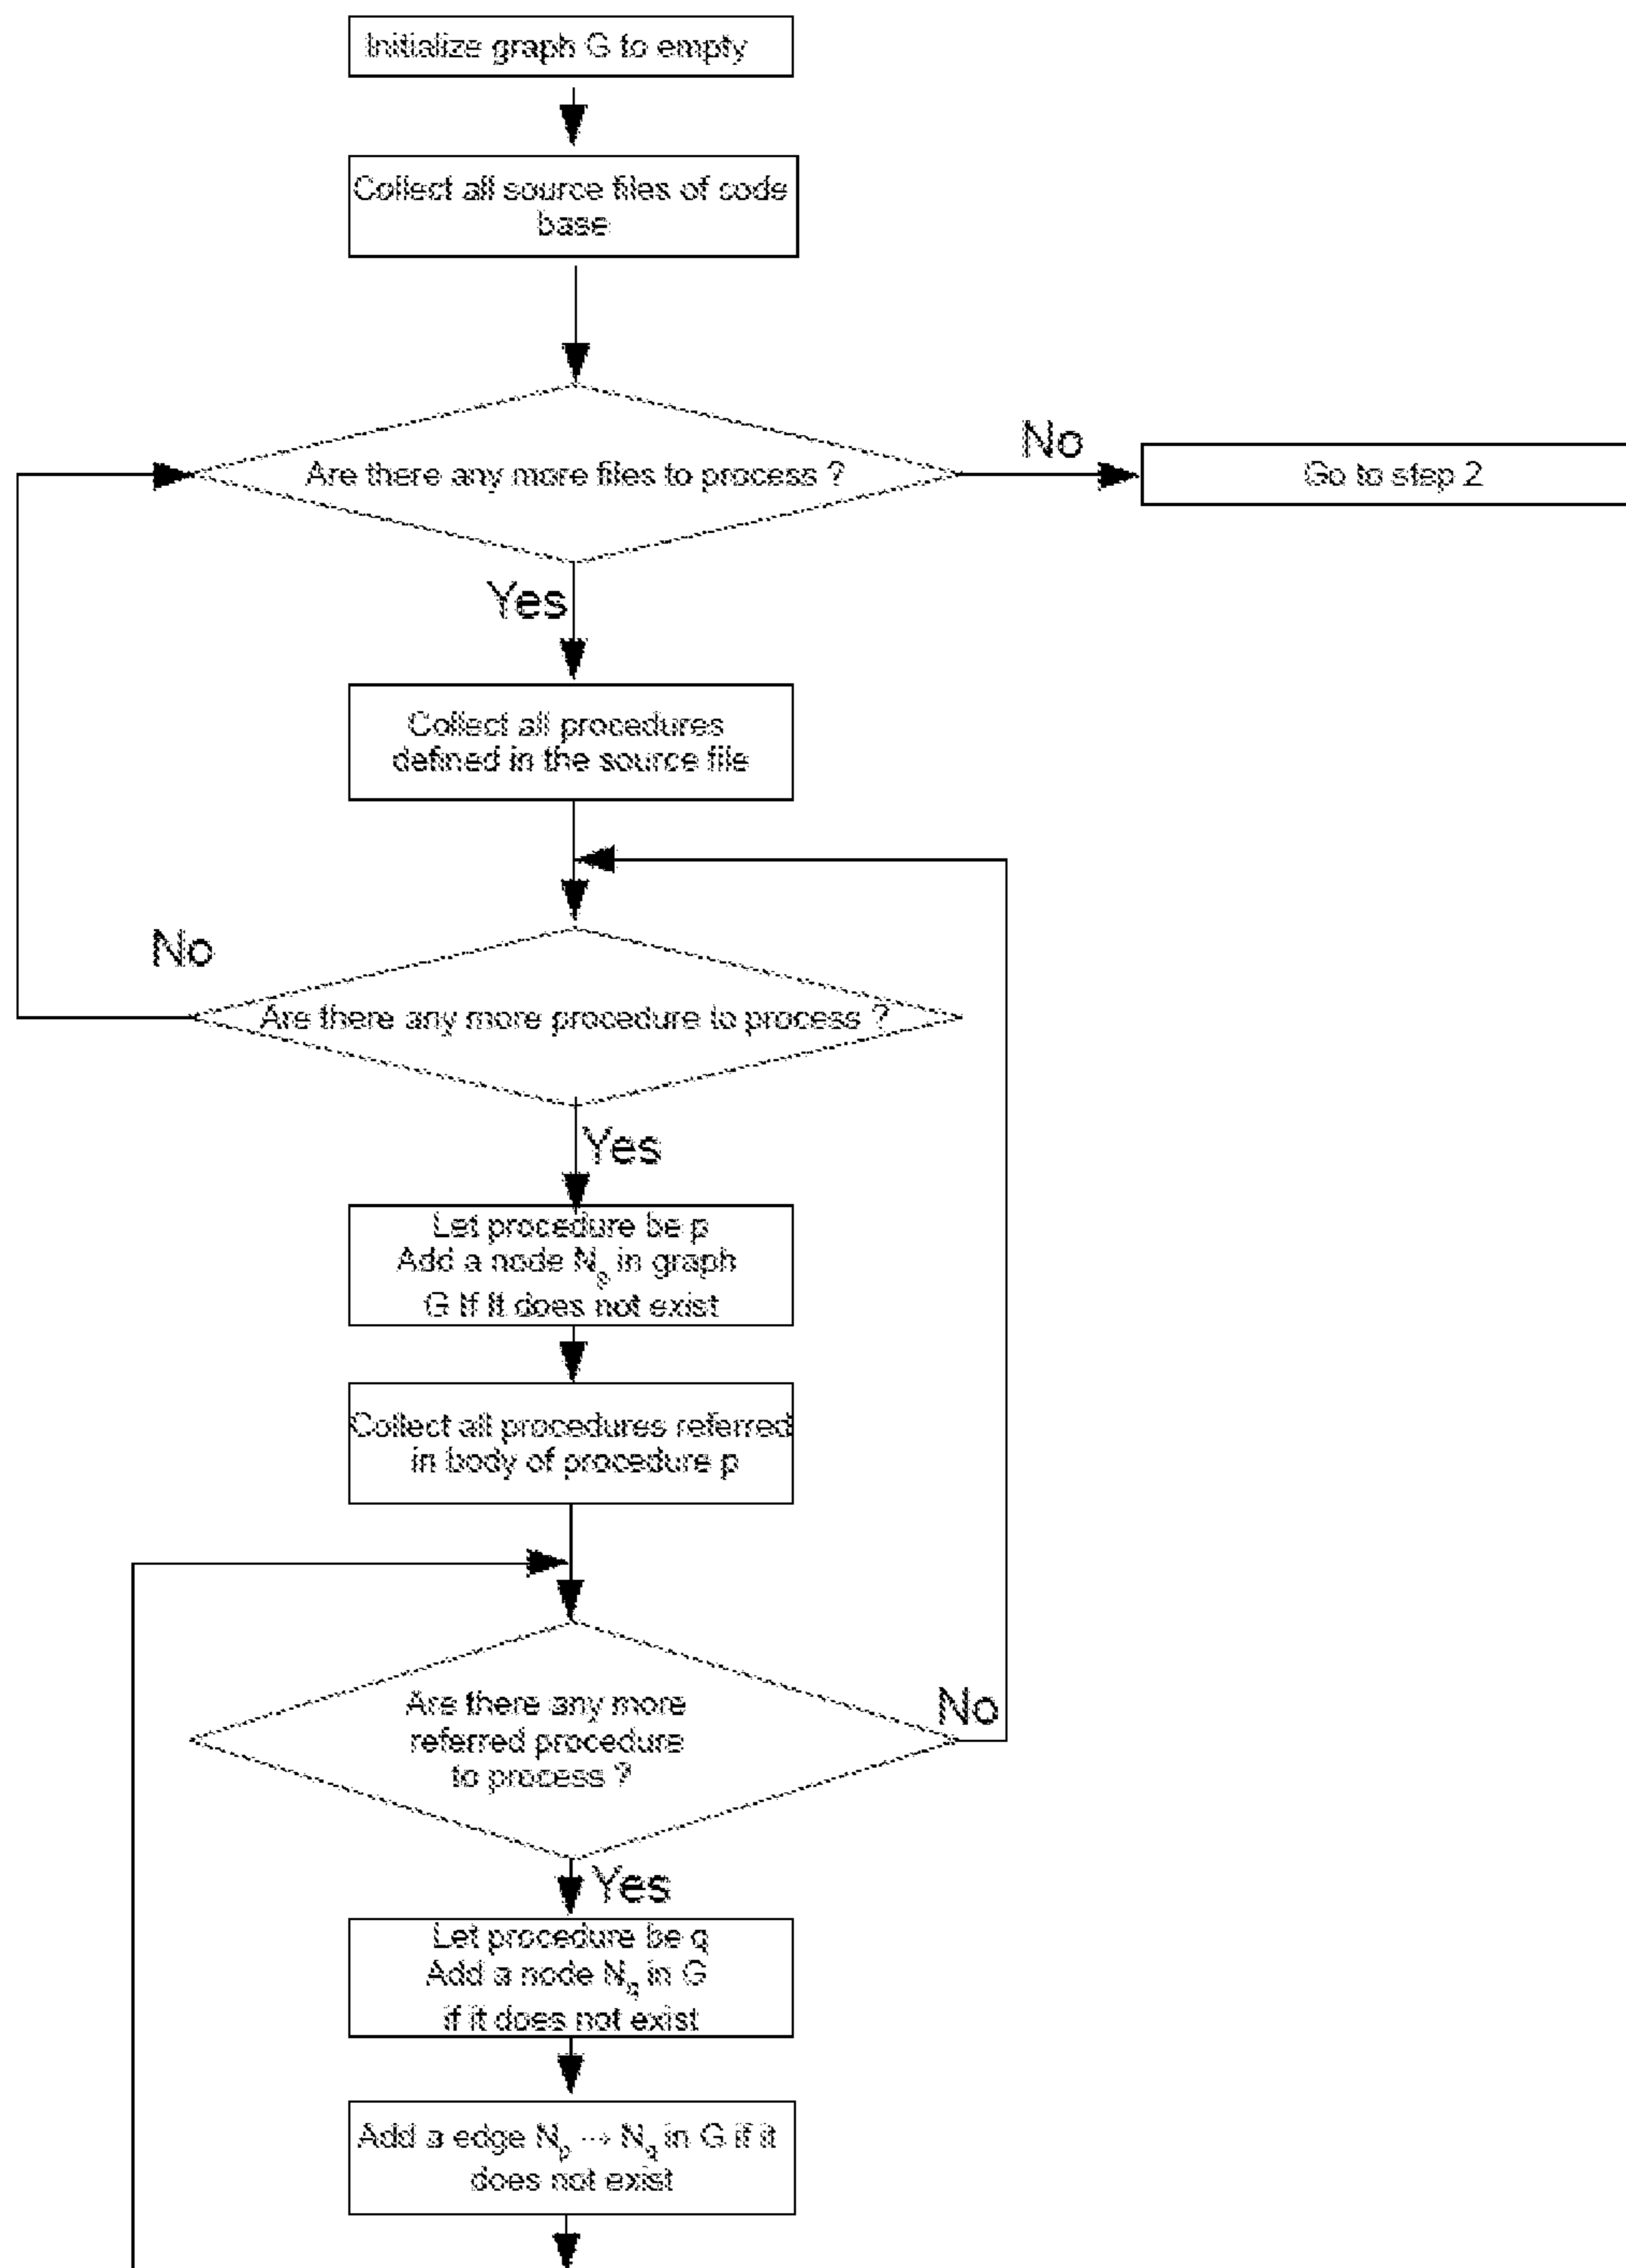 Initialize graph G to empty
Collect all source files of code
base
Are there any more files to process ?
No
Go to step 2
Yes
Collect all procedures
defined in the source file
No
Are there any more procedure to process ?
Yes
Let procedure be p
Add a node Np in graph
G if it does not exist
Collect all procedures referred
in body of procedure p
Are there any more
referred procedure
to process ?
No
Yes
Let procedure be q
Add a node Nq in G
if it does not exist
Add a edge Np → Nq in G if it
does not exist